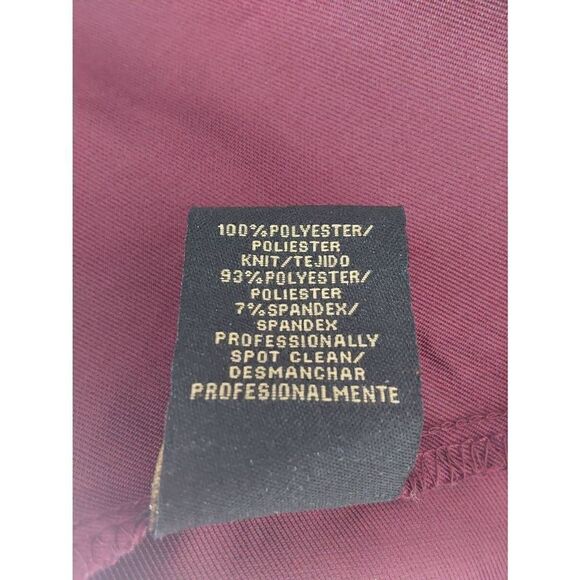 100% POLYESTER/
POLIESTER
KNIT/TEJIDO
93% POLYESTER/
POLIESTER
7% SPANDEX/
SPANDEX
PROFESSIONALLY
SPOT CLEAN/
DESMANCHAR
PROFESIONALMENTE